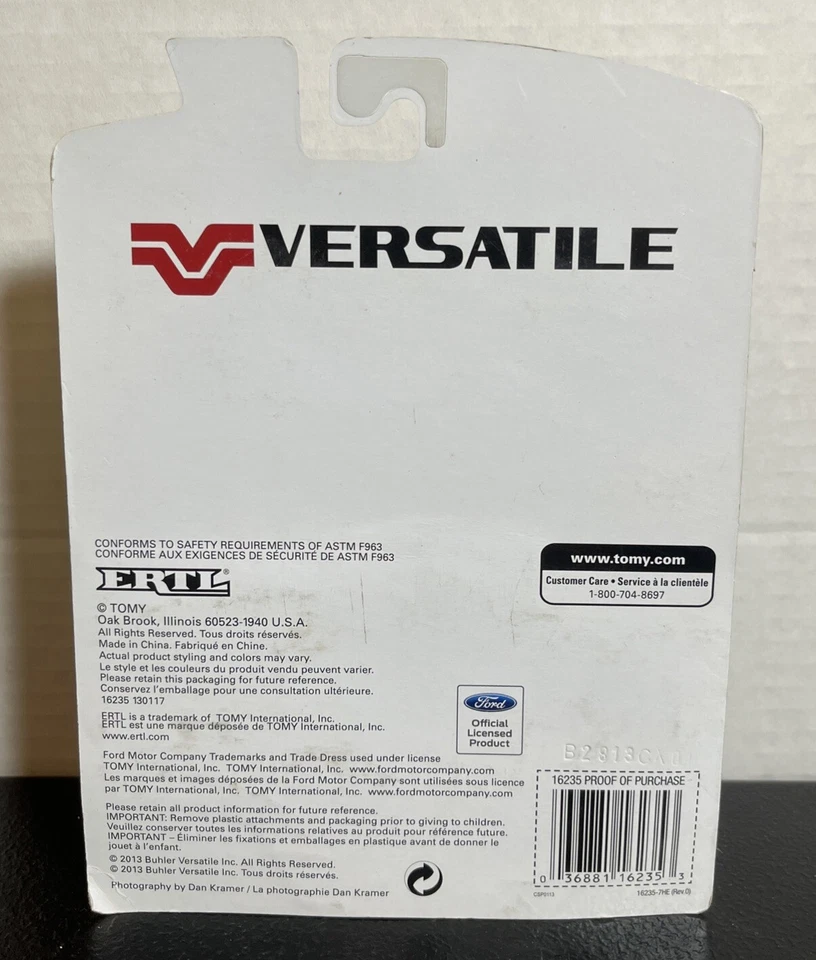 VERSATILE
CONFORMS TO SAFETY REQUIREMENTS OF ASTM F963
CONFORME AUX EXIGENCES DE SÉCURITÉ DE ASTM F963
ERTL®
© TOMY
Oak Brook, Illinois 60523-1940 U.S.A.
All Rights Reserved. Tous droits réservés.
Made in China. Fabriqué en Chine.
Actual product styling and colors may vary.
Le style et les couleurs du produit vendu peuvent varier.
Please retain this packaging for future reference.
Conservez l'emballage pour une consultation ultérieure.
16235 130117
ERTL is a trademark of TOMY International, Inc.
ERTL est une marque déposée de TOMY International, Inc.
www.ertl.com
www.tomy.com
Customer Care • Service à la clientèle
1-800-704-8697
Ford
Official
Licensed
Product
Ford Motor Company Trademarks and Trade Dress used under license
TOMY International, Inc. TOMY International, Inc. www.fordmotorcompany.com
Les marques et images déposées de la Ford Motor Company sont utilisées sous licence
par TOMY International, Inc. TOMY International, Inc. www.fordmotorcompany.com
Please retain all product information for future reference.
IMPORTANT: Remove plastic attachments and packaging prior to giving to children.
Veuillez conserver toutes les informations relatives au produit pour référence future.
IMPORTANT – Éliminer les fixations et emballages en plastique avant de donner le
jouet à l'enfant.
© 2013 Buhler Versatile Inc. All Rights Reserved.
© 2013 Buhler Versatile Inc. Tous droits réservés.
Photography by Dan Kramer / La photographie Dan Kramer
16235 PROOF OF PURCHASE
0 36881 16235 3
CSP0113
16235-7HE (Rev.0)